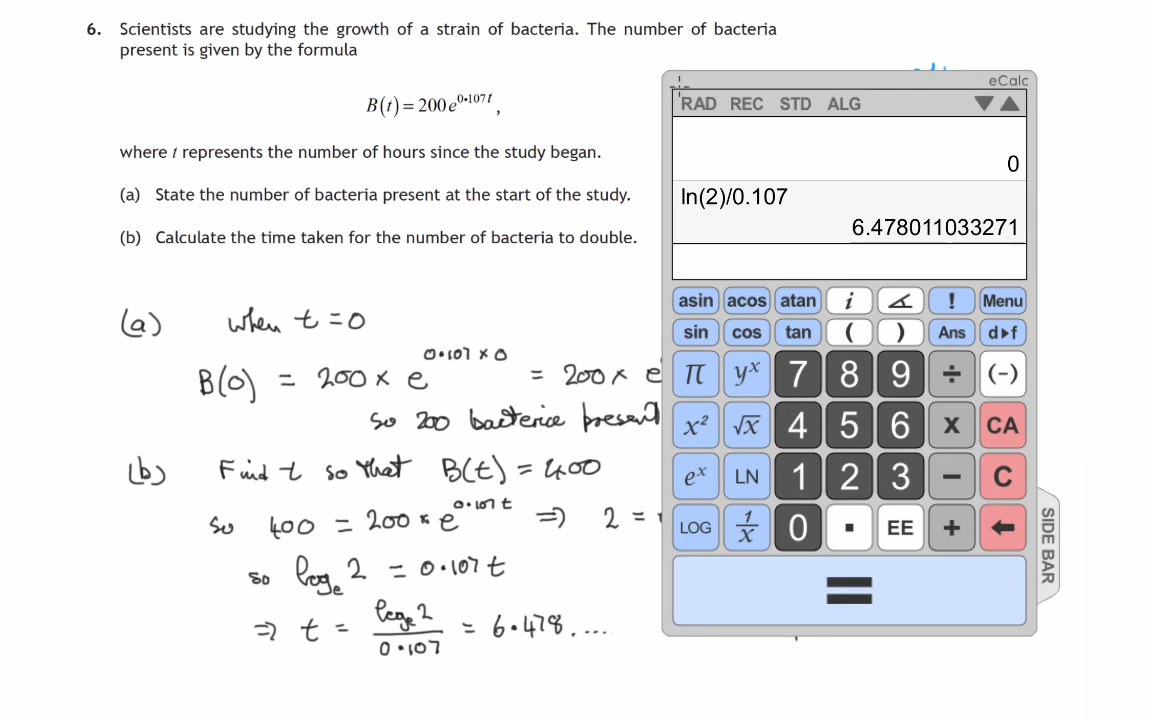 6. Scientists are studying the growth of a strain of bacteria. The number of bacteria
present is given by the formula
B(t) = 200e^{0·107t},
where t represents the number of hours since the study began.
(a) State the number of bacteria present at the start of the study.
(b) Calculate the time taken for the number of bacteria to double.
(a) when t = 0
B(0) = 200 × e^{0·107 × 0} = 200 × e
so 200 bacterice present
(b) Find t so that B(t) = 400
so 400 = 200 × e^{0·107 t} ⇒ 2 =
so log_e 2 = 0·107 t
⇒ t = log_e 2 / 0·107 = 6·478. ...
eCalc
RAD REC STD ALG ▼ ▲
0
ln(2)/0.107
6.478011033271
asin acos atan i ∠ ! Menu
sin cos tan ( ) Ans d▸f
π y^x 7 8 9 ÷ (−)
x² √x 4 5 6 X CA
e^x LN 1 2 3 − C
LOG 1/X 0 . EE + ←
=
SIDE BAR